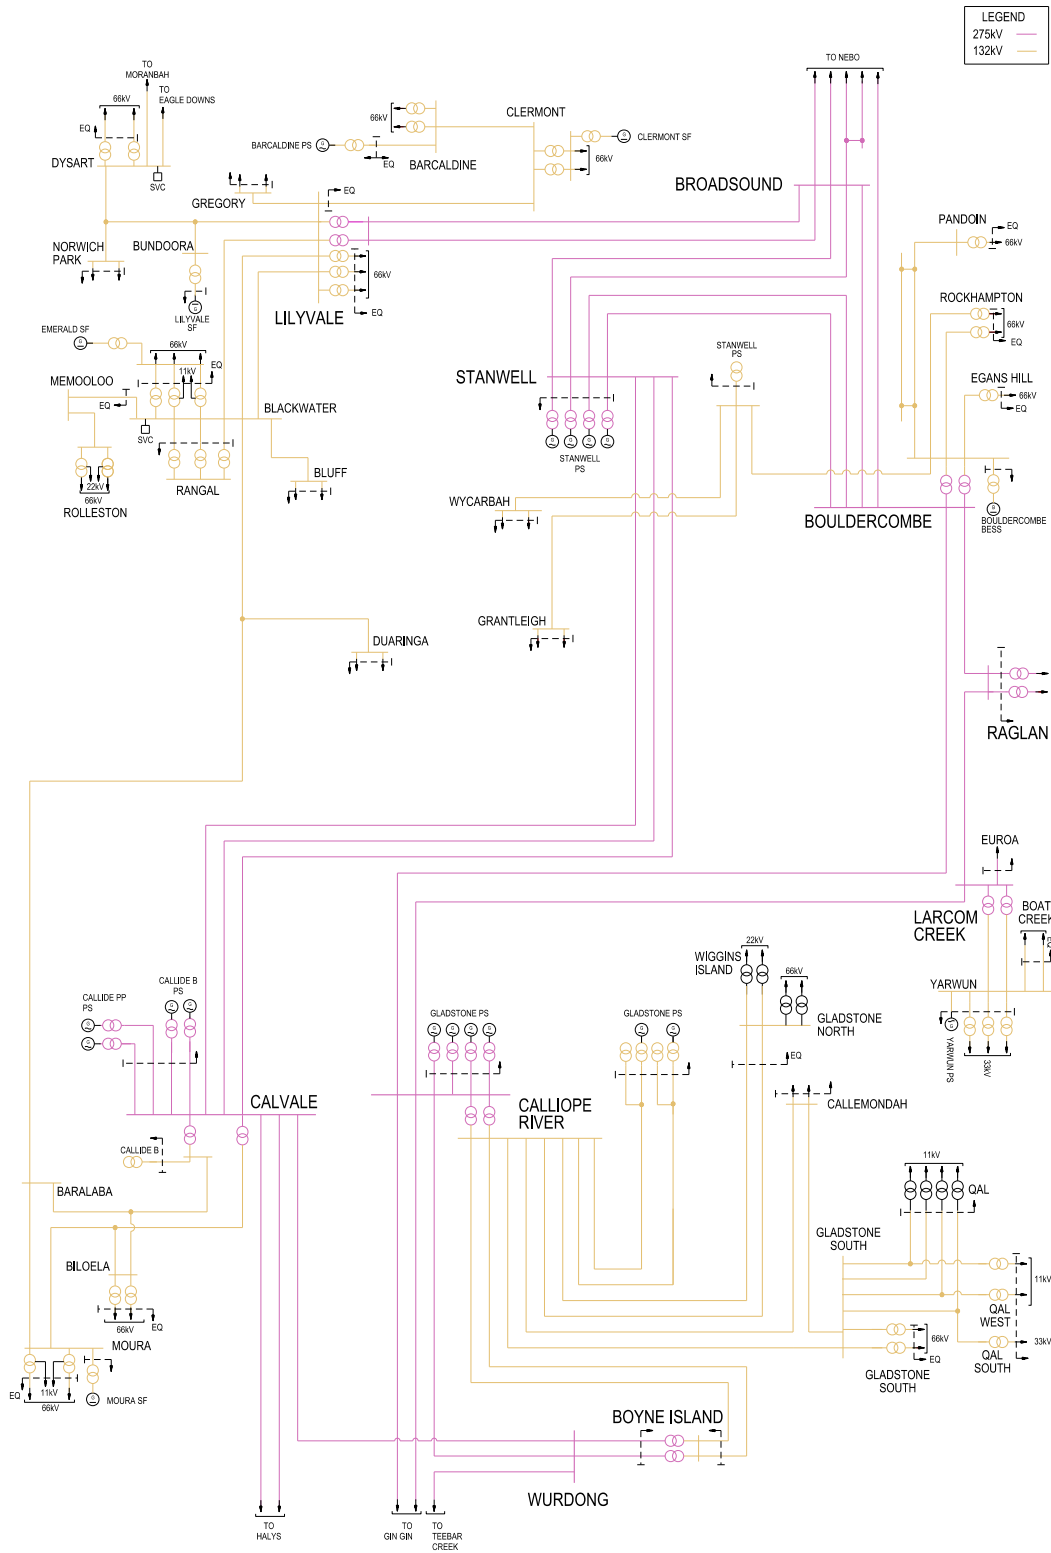 LEGEND
275kV
132kV
TO NEBO
TO
MORANBAH
TO
EAGLE DOWNS
66kV
EQ
DYSART
SVC
66kV
BARCALDINE PS
EQ
BARCALDINE
CLERMONT
CLERMONT SF
66kV
GREGORY
EQ
BROADSOUND
NORWICH
PARK
BUNDOORA
LILYVALE
SF
66kV
EQ
LILYVALE
PANDOIN
EQ
66kV
ROCKHAMPTON
66kV
EQ
EMERALD SF
66kV
11kV
EQ
MEMOOLOO
EQ
SVC
BLACKWATER
STANWELL
STANWELL
PS
STANWELL
PS
EGANS HILL
66kV
EQ
22kV
66kV
ROLLESTON
RANGAL
BLUFF
WYCARBAH
BOULDERCOMBE
BOULDERCOMBE
BESS
GRANTLEIGH
DUARINGA
RAGLAN
EUROA
LARCOM
CREEK
BOAT
CREEK
EQ
YARWUN
YARWUN PS
33kV
CALLIDE PP
PS
CALLIDE B
PS
GLADSTONE PS
GLADSTONE PS
WIGGINS
ISLAND
22kV
66kV
GLADSTONE
NORTH
EQ
CALVALE
CALLIOPE
RIVER
CALLEMONDAH
CALLIDE B
BARALABA
11kV
QAL
GLADSTONE
SOUTH
BILOELA
66kV
EQ
11kV
QAL
WEST
33kV
QAL
SOUTH
66kV
EQ
GLADSTONE
SOUTH
MOURA
EQ
11kV
66kV
MOURA SF
BOYNE ISLAND
WURDONG
TO
HALYS
TO
GIN GIN
TO
TEEBAR
CREEK